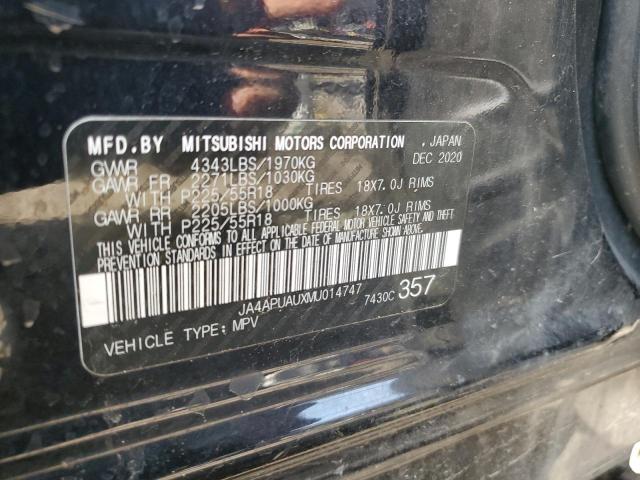 MFD.BY MITSUBISHI MOTORS CORPORATION , JAPAN
GVWR 4343LBS/1970KG DEC 2020
GAWR FR 2271LBS/1030KG
WITH P225/55R18 TIRES 18X7.0J RIMS
GAWR RR 2205LBS/1000KG
WITH P225/55R18 TIRES 18X7.0J RIMS
THIS VEHICLE CONFORMS TO ALL APPLICABLE FEDERAL MOTOR VEHICLE SAFETY AND THEFT
PREVENTION STANDARDS IN EFFECT ON THE DATE OF MANUFACTURE SHOWN ABOVE.
JA4APUAUXMU014747
7430C 357
VEHICLE TYPE: MPV